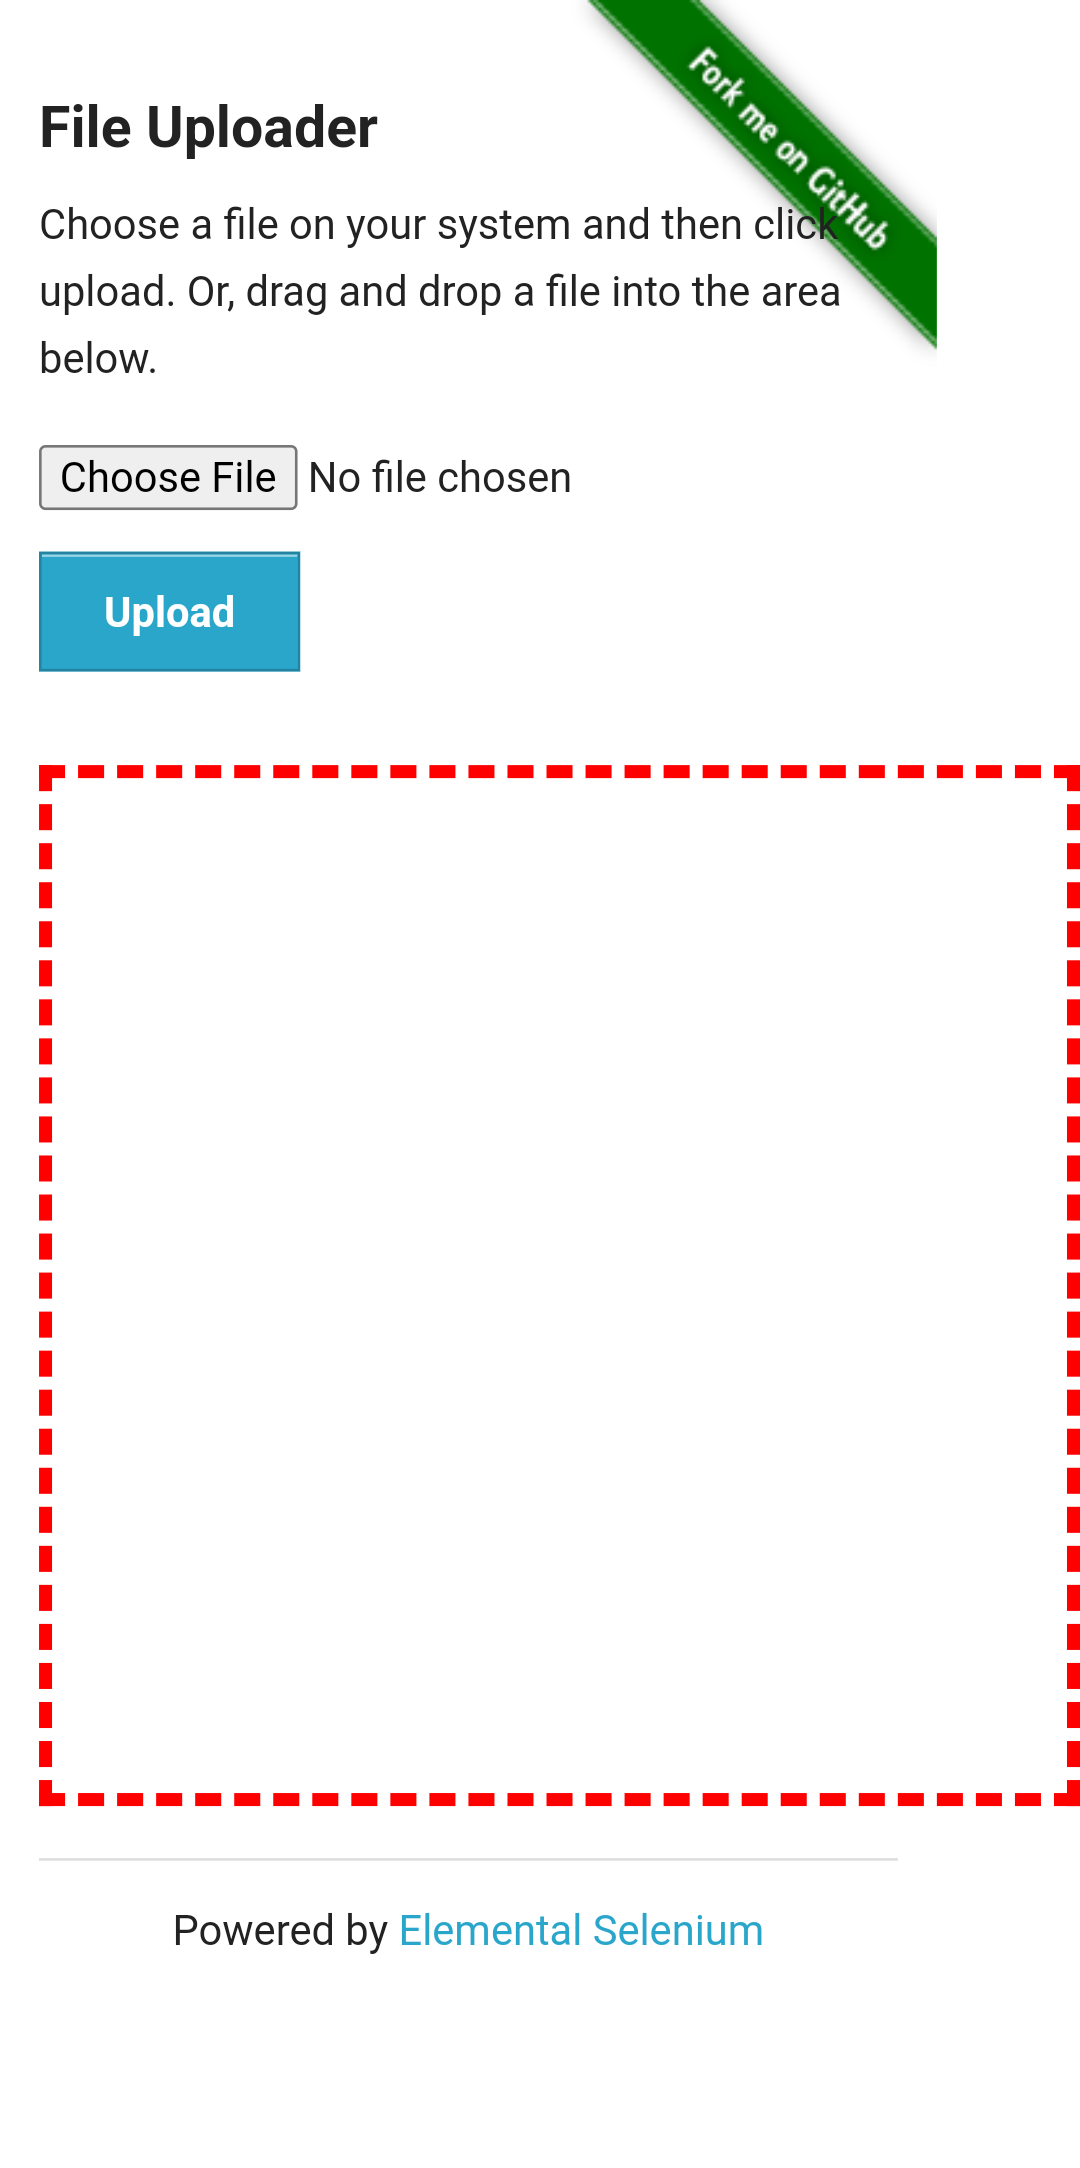 Fork me on GitHub
File Uploader
Choose a file on your system and then click
upload. Or, drag and drop a file into the area
below.
Choose File No file chosen
Upload
Powered by Elemental Selenium